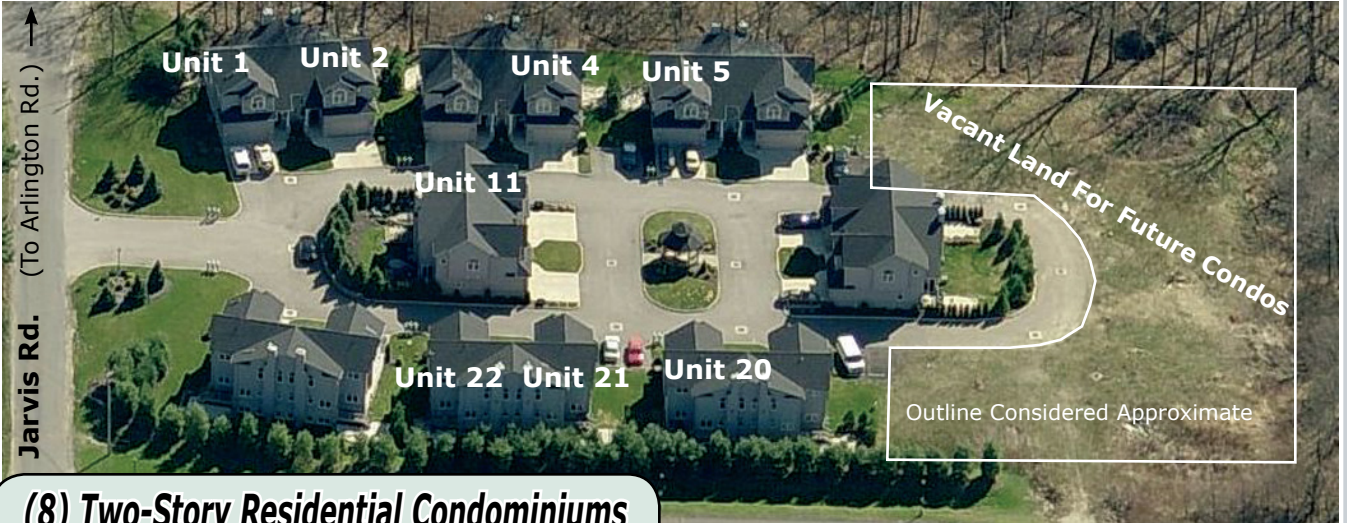 (To Arlington Rd.)
Jarvis Rd.
Unit 1
Unit 2
Unit 4
Unit 5
Vacant Land For Future Condos
Unit 11
Unit 22
Unit 21
Unit 20
Outline Considered Approximate
(8) Two-Story Residential Condominiums